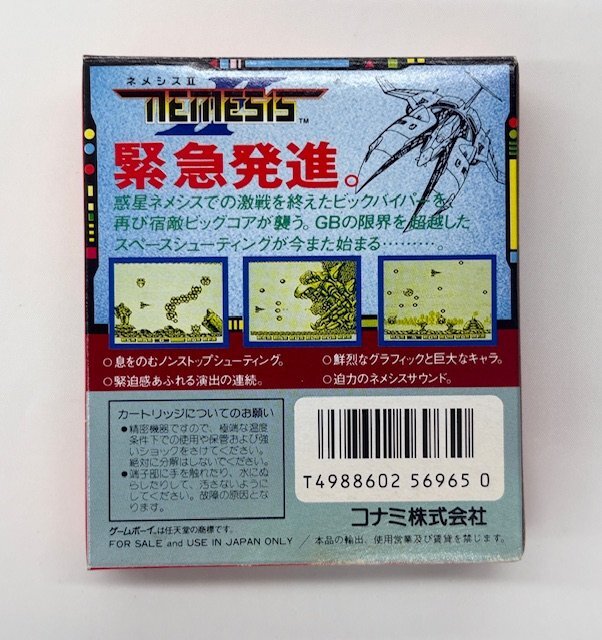 ネメシスⅡ
NEMESIS II ™
緊急発進。
惑星ネメシスでの激戦を終えたビックバイパーを、
再び宿敵ビッグコアが襲う。GBの限界を超越した
スペースシューティングが今また始まる………。
○息をのむノンストップシューティング。
○緊迫感あふれる演出の連続。
○鮮烈なグラフィックと巨大なキャラ。
○迫力のネメシスサウンド。
カートリッジについてのお願い
●精密機器ですので、極端な温度
条件下での使用や保管および強
いショックをさけてください。
絶対に分解はしないでください。
●端子部に手を触れたり、水にぬ
らしたりして、汚さないように
してください。故障の原因とな
ります。
T4988602 56965 0
コナミ株式会社
ゲームボーイは任天堂の商標です。
FOR SALE and USE IN JAPAN ONLY
/本品の輸出、使用営業及び賃貸を禁じます。